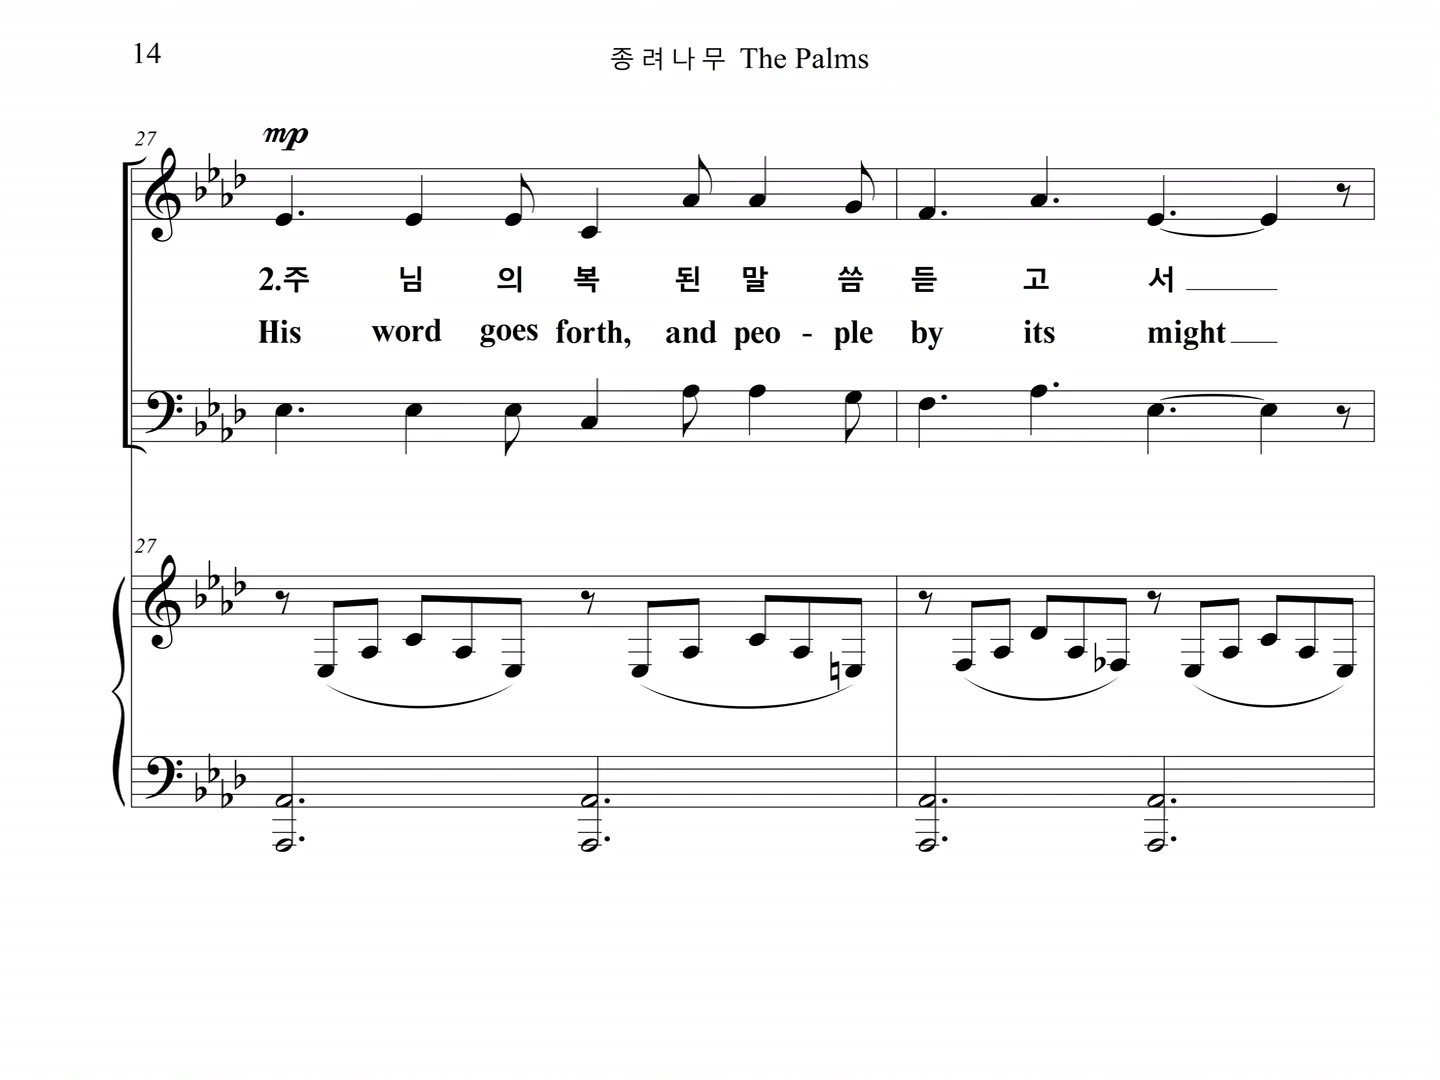 14
종려나무 The Palms
27
mp
2.주 님 의 복 된 말 씀 듣 고 서
His word goes forth, and peo - ple by its might
27